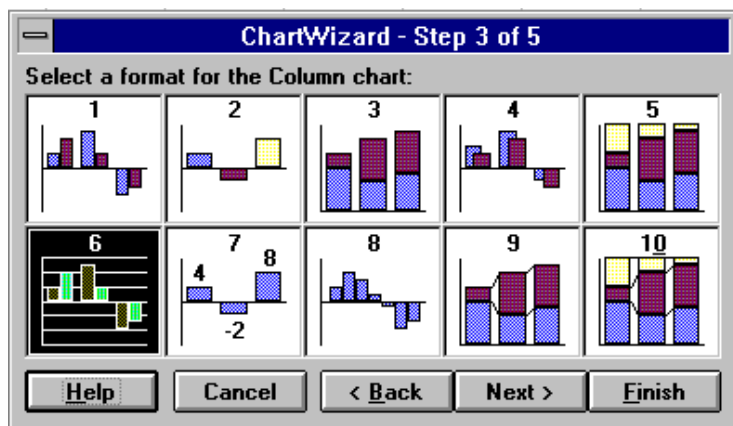 ChartWizard - Step 3 of 5
Select a format for the Column chart:
1 2 3 4 5
6 7 8 9 10
4 8
-2
Help Cancel < Back Next > Finish